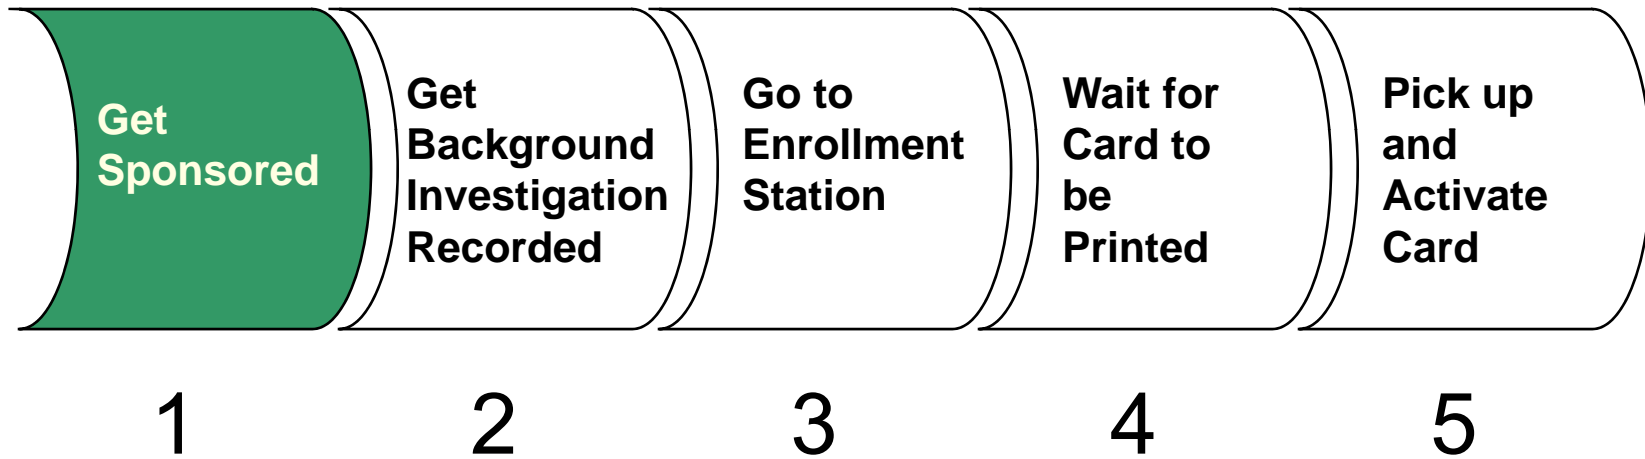 Get
Sponsored
Get
Background
Investigation
Recorded
Go to
Enrollment
Station
Wait for
Card to
be
Printed
Pick up
and
Activate
Card
1
2
3
4
5